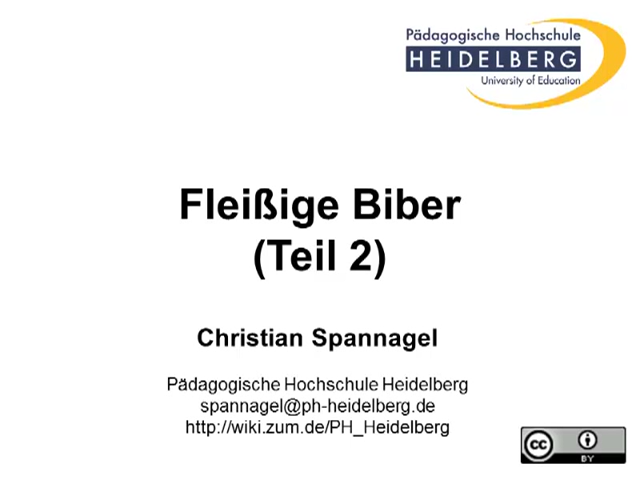 Pädagogische Hochschule
HEIDELBERG
University of Education
Fleißige Biber
(Teil 2)
Christian Spannagel
Pädagogische Hochschule Heidelberg
spannagel@ph-heidelberg.de
http://wiki.zum.de/PH_Heidelberg
cc
BY